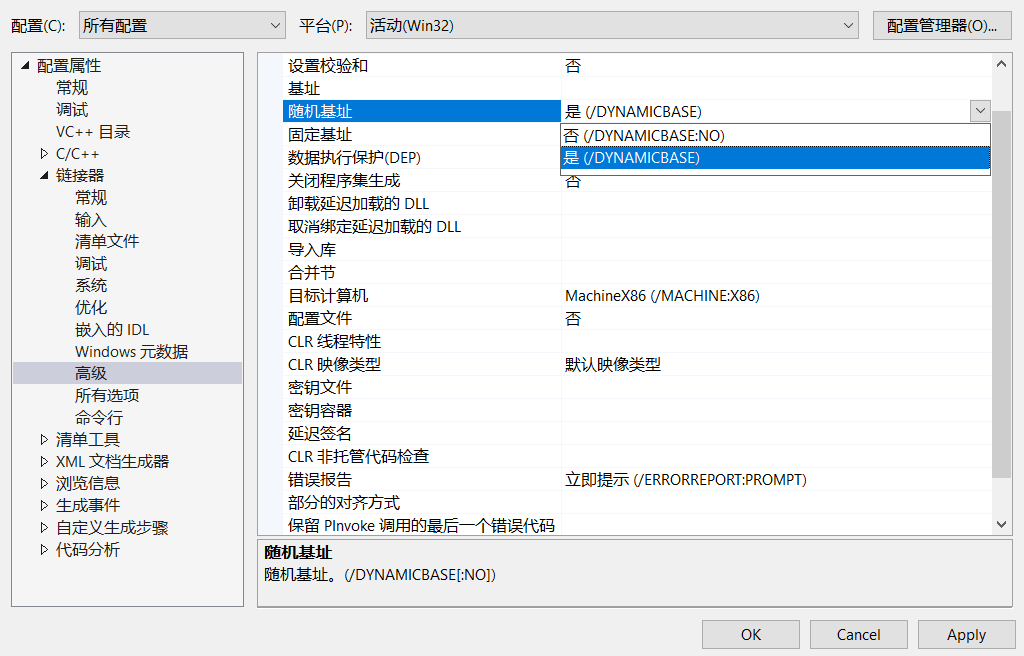 配置(C):
所有配置
平台(P):
活动(Win32)
配置管理器(O)...
配置属性
常规
调试
VC++ 目录
C/C++
链接器
常规
输入
清单文件
调试
系统
优化
嵌入的 IDL
Windows 元数据
高级
所有选项
命令行
清单工具
XML 文档生成器
浏览信息
生成事件
自定义生成步骤
代码分析
设置校验和 否
基址
随机基址 是 (/DYNAMICBASE)
固定基址 否 (/DYNAMICBASE:NO)
数据执行保护(DEP) 是 (/DYNAMICBASE)
关闭程序集生成 否
卸载延迟加载的 DLL
取消绑定延迟加载的 DLL
导入库
合并节
目标计算机 MachineX86 (/MACHINE:X86)
配置文件 否
CLR 线程特性
CLR 映像类型 默认映像类型
密钥文件
密钥容器
延迟签名
CLR 非托管代码检查
错误报告 立即提示 (/ERRORREPORT:PROMPT)
部分的对齐方式
保留 PInvoke 调用的最后一个错误代码
随机基址
随机基址。(/DYNAMICBASE[:NO])
OK
Cancel
Apply